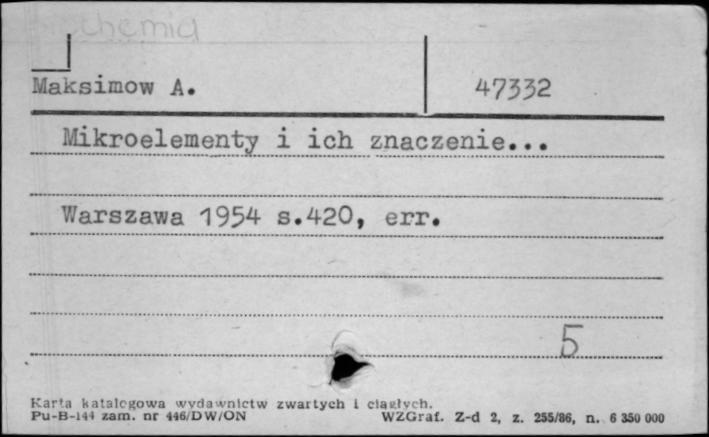 chemia
Maksimow A. 47332
Mikroelementy i ich znaczenie...
Warszawa 1954 s.420, err.
5
Karta katalogowa wydawnictw zwartych i ciągłych.
Pu-B-144 zam. nr 446/DW/ON WZGraf. Z-d 2, z. 255/86, n. 6 350 000